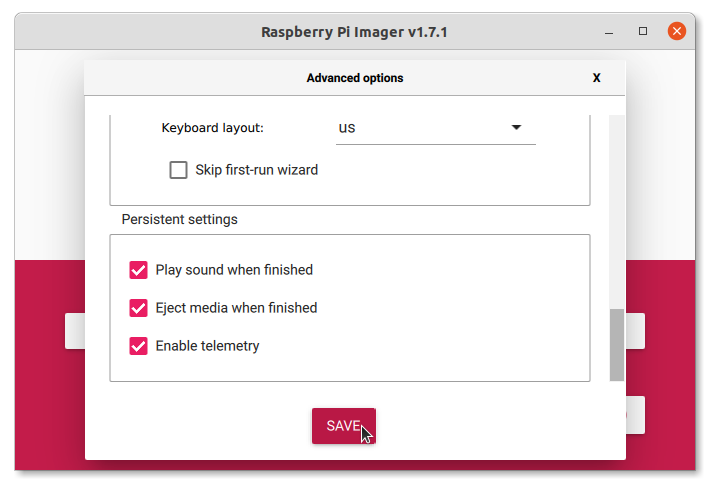 Raspberry Pi Imager v1.7.1
Advanced options X
Keyboard layout: us
Skip first-run wizard
Persistent settings
Play sound when finished
Eject media when finished
Enable telemetry
SAVE